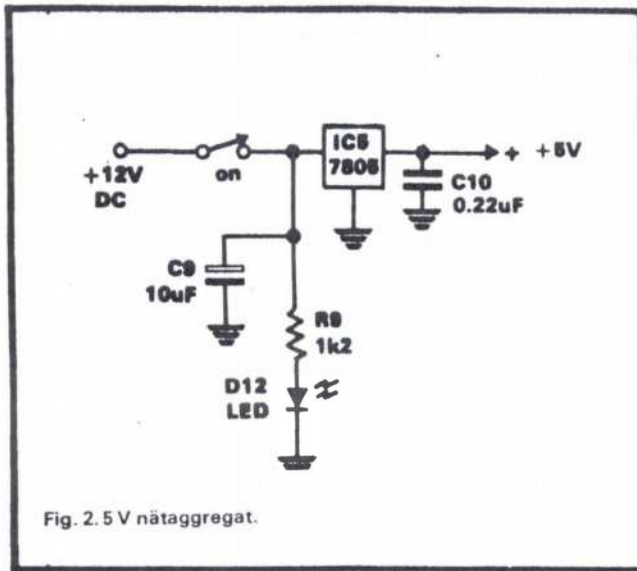 IC5
7805
+ +5V
+12V
DC
on
C10
0.22uF
C9
10uF
R9
1k2
D12
LED
Fig. 2. 5 V nätaggregat.